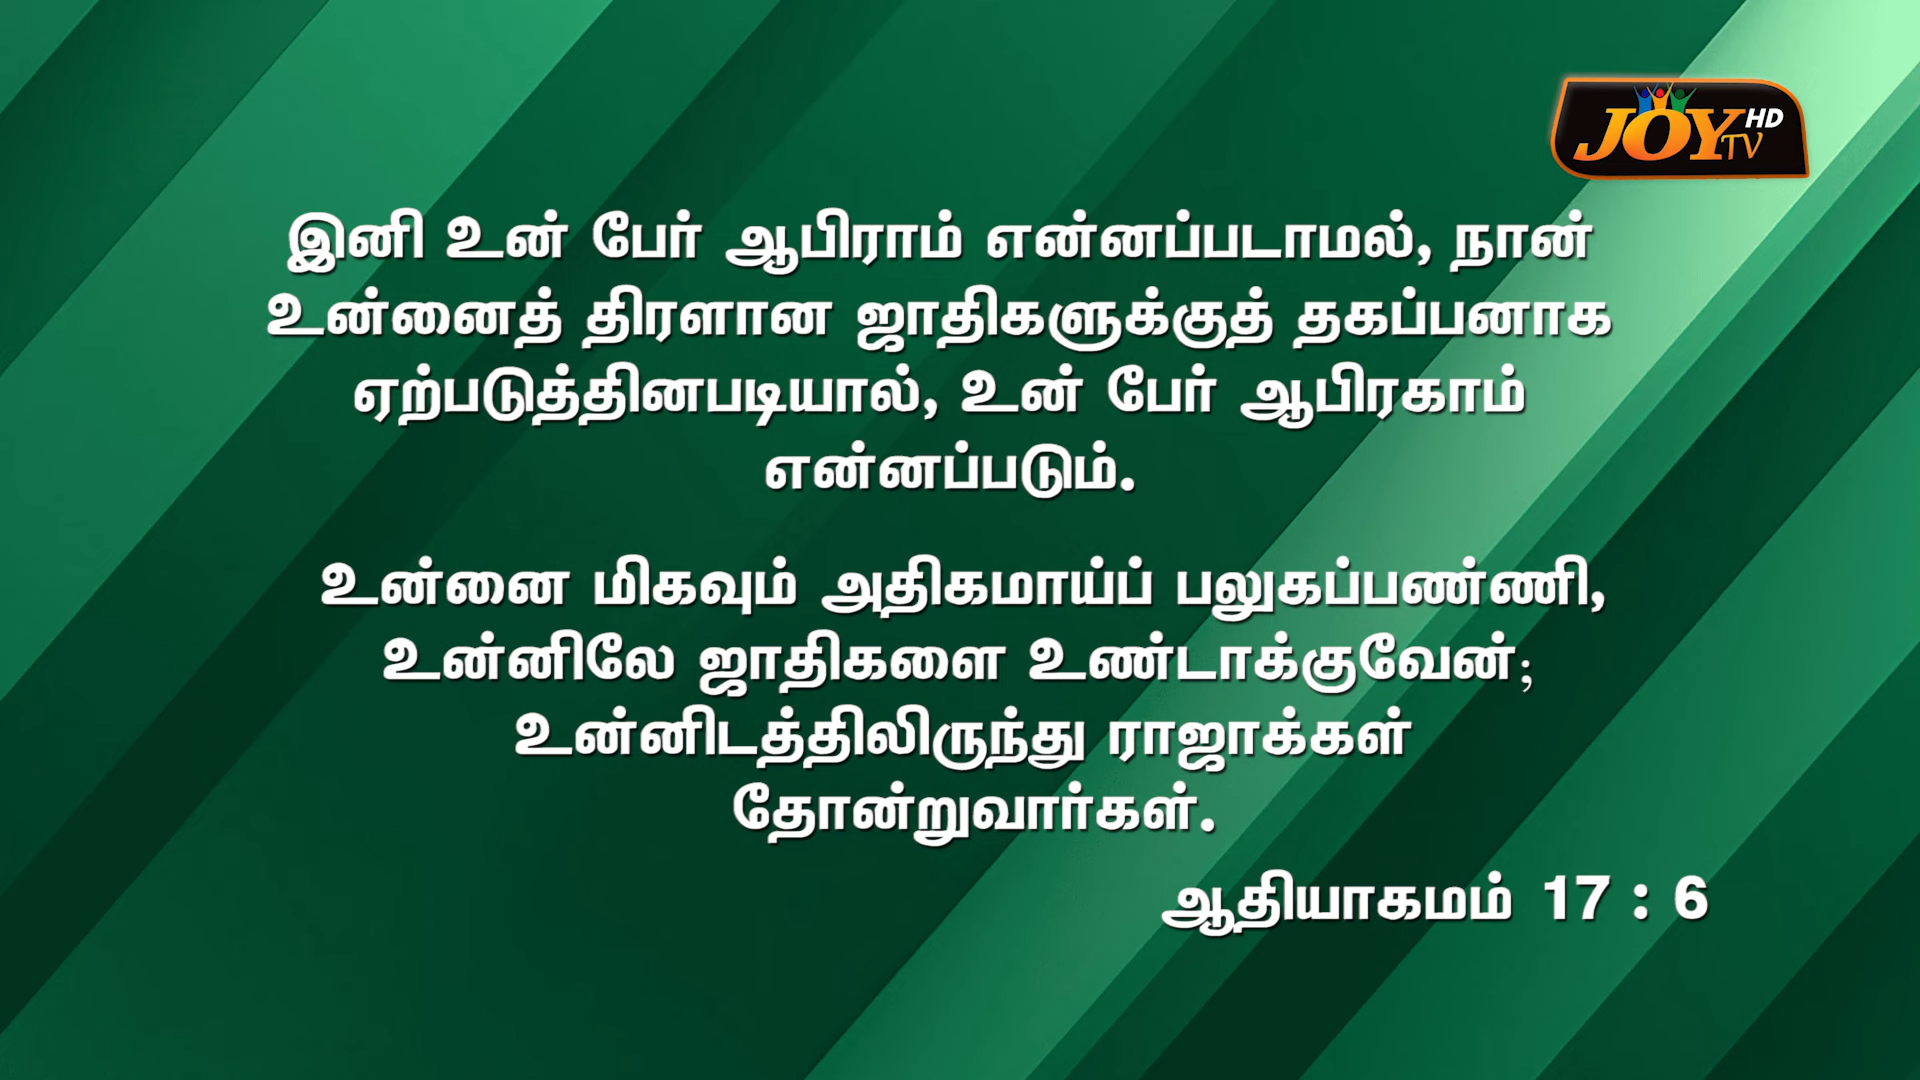 JOY TV HD
இனி உன் பேர் ஆபிராம் என்னப்படாமல், நான்
உன்னைத் திரளான ஜாதிகளுக்குத் தகப்பனாக
ஏற்படுத்தினபடியால், உன் பேர் ஆபிரகாம்
என்னப்படும்.
உன்னை மிகவும் அதிகமாய்ப் பலுகப்பண்ணி,
உன்னிலே ஜாதிகளை உண்டாக்குவேன்;
உன்னிடத்திலிருந்து ராஜாக்கள்
தோன்றுவார்கள்.
ஆதியாகமம் 17 : 6